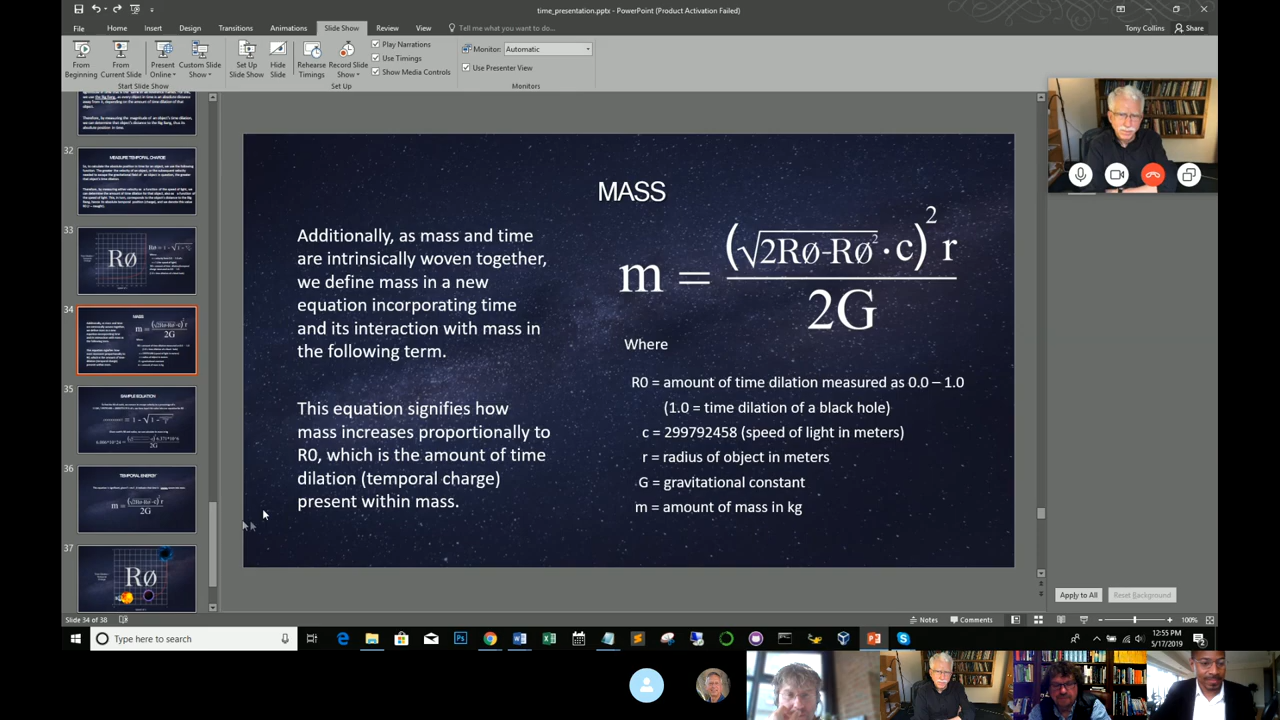 time_presentation.pptx - PowerPoint (Product Activation Failed)
File Home Insert Design Transitions Animations Slide Show Review View Tell me what you want to do...
Tony Collins Share
From Beginning
From Current Slide
Present Online
Custom Slide Show
Set Up Slide Show
Hide Slide
Rehearse Timings
Record Slide Show
Play Narrations
Use Timings
Show Media Controls
Monitor: Automatic
Use Presenter View
Start Slide Show
Set Up
Monitors
32
MEASURE TEMPORAL CHARGE
33
Rø
34
MASS
35
SAMPLE EQUATION
36
TEMPORAL ENERGY
37
Rø
MASS
Additionally, as mass and time
are intrinsically woven together,
we define mass in a new
equation incorporating time
and its interaction with mass in
the following term.
This equation signifies how
mass increases proportionally to
R0, which is the amount of time
dilation (temporal charge)
present within mass.
m = (√2Rø-Rø² · c)² r
2G
Where
R0 = amount of time dilation measured as 0.0 – 1.0
(1.0 = time dilation of a black hole)
c = 299792458 (speed of light in meters)
r = radius of object in meters
G = gravitational constant
m = amount of mass in kg
Apply to All Reset Background
Slide 34 of 38
Notes Comments 100%
Type here to search
12:55 PM
5/17/2019